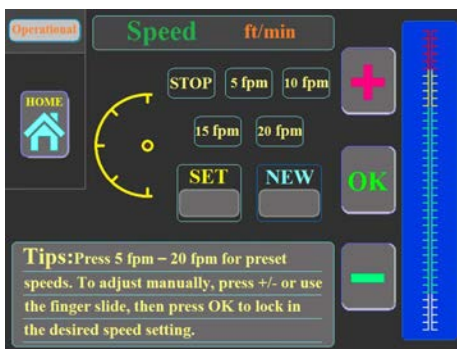 Operational
Speed ft/min
HOME
STOP 5 fpm 10 fpm
15 fpm 20 fpm
SET NEW
OK
Tips:Press 5 fpm – 20 fpm for preset
speeds. To adjust manually, press +/- or use
the finger slide, then press OK to lock in
the desired speed setting.